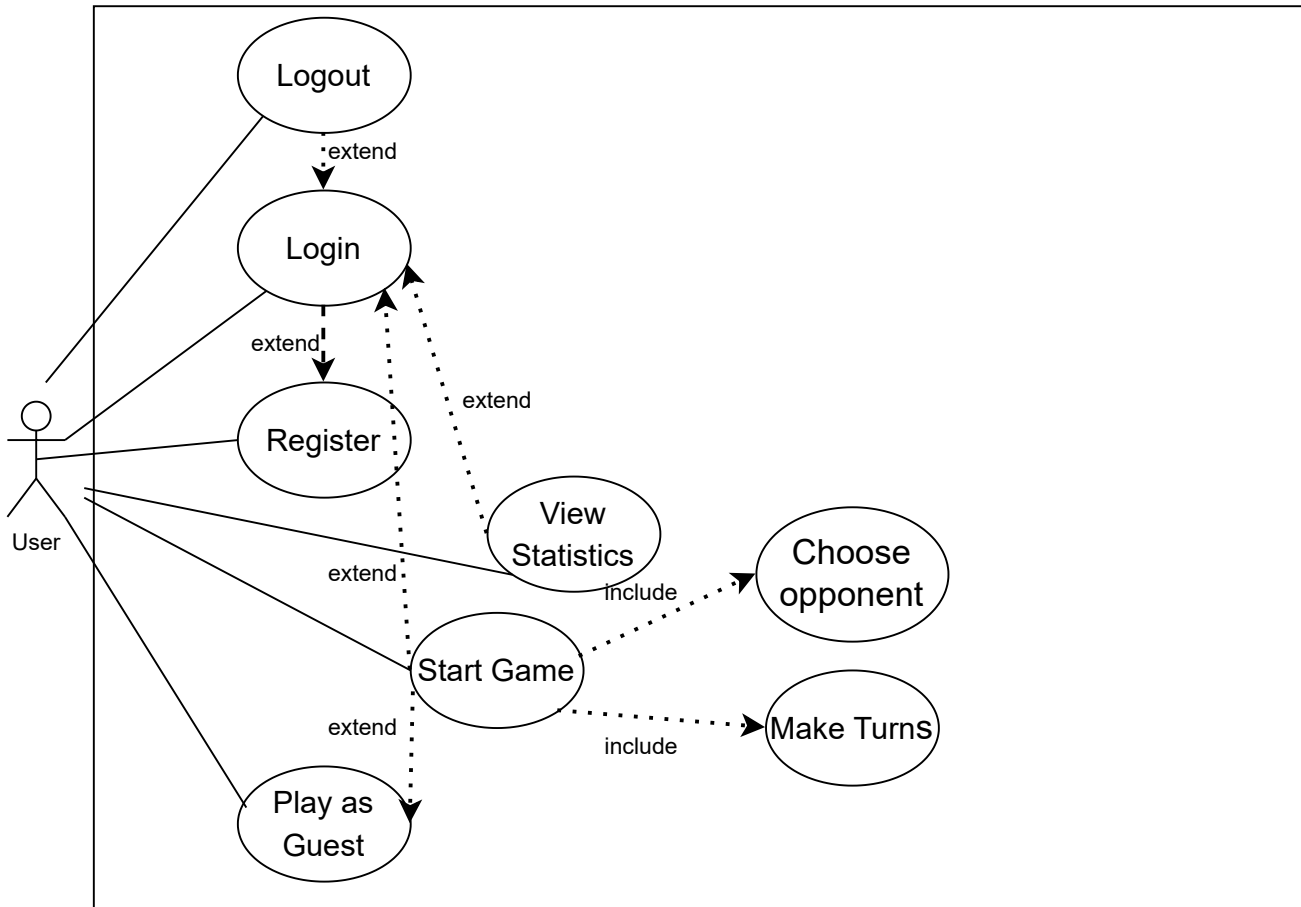 Logout
extend
Login
extend
Register
extend
User
View
Statistics
Choose
opponent
extend
include
Start Game
extend
include
Make Turns
Play as
Guest